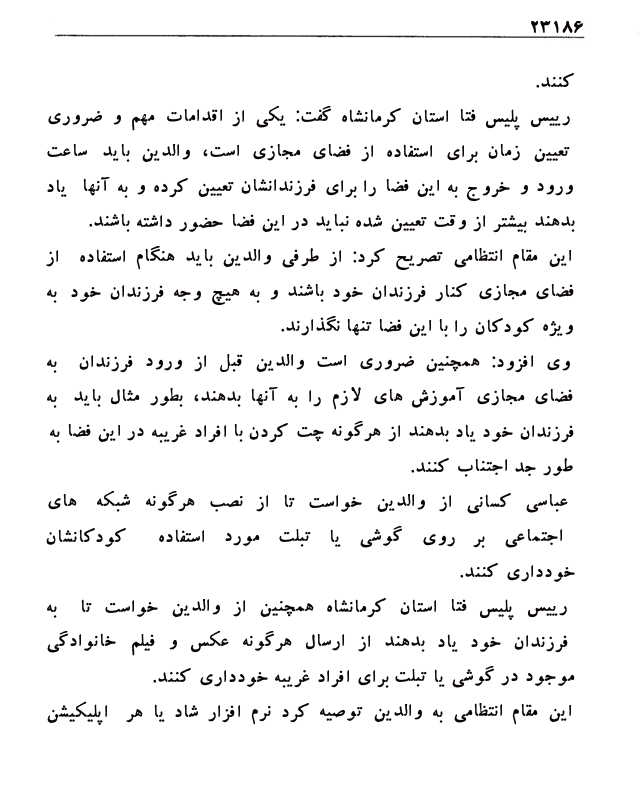 ۲۳۱۸۶
کنند.
رییس پلیس فتا استان کرمانشاه گفت: یکی از اقدامات مهم و ضروری
تعیین زمان برای استفاده از فضای مجازی است، والدین باید ساعت
ورود و خروج به این فضا را برای فرزندانشان تعیین کرده و به آنها یاد
بدهند بیشتر از وقت تعیین شده نباید در این فضا حضور داشته باشند.
این مقام انتظامی تصریح کرد: از طرفی والدین باید هنگام استفاده از
فضای مجازی کنار فرزندان خود باشند و به هیچ وجه فرزندان خود به
ویژه کودکان را با این فضا تنها نگذارند.
وی افزود: همچنین ضروری است والدین قبل از ورود فرزندان به
فضای مجازی آموزش های لازم را به آنها بدهند، بطور مثال باید به
فرزندان خود یاد بدهند از هرگونه چت کردن با افراد غریبه در این فضا به
طور جد اجتناب کنند.
عباسی کسانی از والدین خواست تا از نصب هرگونه شبکه های
اجتماعی بر روی گوشی یا تبلت مورد استفاده کودکانشان
خودداری کنند.
رییس پلیس فتا استان کرمانشاه همچنین از والدین خواست تا به
فرزندان خود یاد بدهند از ارسال هرگونه عکس و فیلم خانوادگی
موجود در گوشی یا تبلت برای افراد غریبه خودداری کنند.
این مقام انتظامی به والدین توصیه کرد نرم افزار شاد یا هر اپلیکیشن